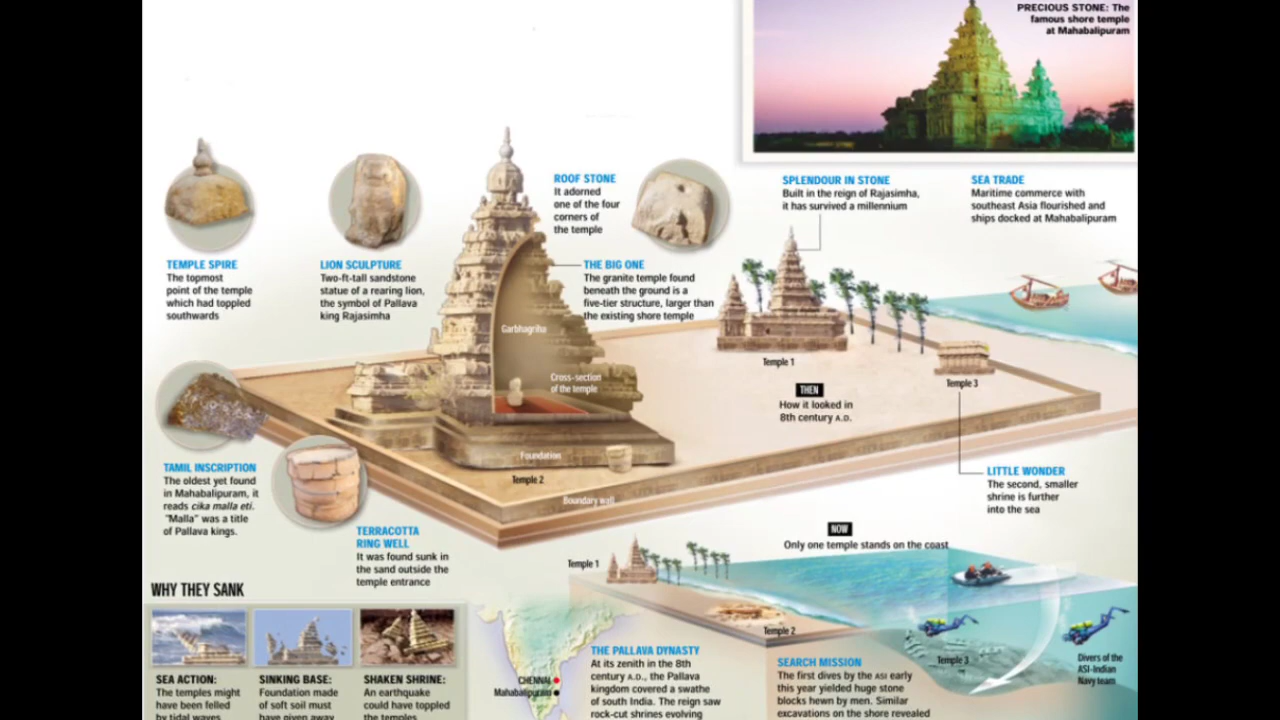 PRECIOUS STONE: The
famous shore temple
at Mahabalipuram
ROOF STONE
It adorned
one of the four
corners of
the temple
SPLENDOUR IN STONE
Built in the reign of Rajasimha,
it has survived a millennium
SEA TRADE
Maritime commerce with
southeast Asia flourished and
ships docked at Mahabalipuram
TEMPLE SPIRE
The topmost
point of the temple
which had toppled
southwards
LION SCULPTURE
Two-ft-tall sandstone
statue of a rearing lion,
the symbol of Pallava
king Rajasimha
THE BIG ONE
The granite temple found
beneath the ground is a
five-tier structure, larger than
the existing shore temple
Garbhagriha
Cross-section
of the temple
Temple 1
THEN
How it looked in
8th century A.D.
Temple 3
Foundation
Temple 2
Boundary wall
TAMIL INSCRIPTION
The oldest yet found
in Mahabalipuram, it
reads cika malla eti.
"Malla" was a title
of Pallava kings.
TERRACOTTA
RING WELL
It was found sunk in
the sand outside the
temple entrance
LITTLE WONDER
The second, smaller
shrine is further
into the sea
NOW
Only one temple stands on the coast
Temple 1
Temple 2
Temple 3
Divers of the
ASI-Indian
Navy team
WHY THEY SANK
SEA ACTION:
The temples might
have been felled
by tidal waves
SINKING BASE:
Foundation made
of soft soil must
have given away
SHAKEN SHRINE:
An earthquake
could have toppled
the temples
CHENNAI
Mahabalipuram
THE PALLAVA DYNASTY
At its zenith in the 8th
century A.D., the Pallava
kingdom covered a swathe
of south India. The reign saw
rock-cut shrines evolving
SEARCH MISSION
The first dives by the ASI early
this year yielded huge stone
blocks hewn by men. Similar
excavations on the shore revealed